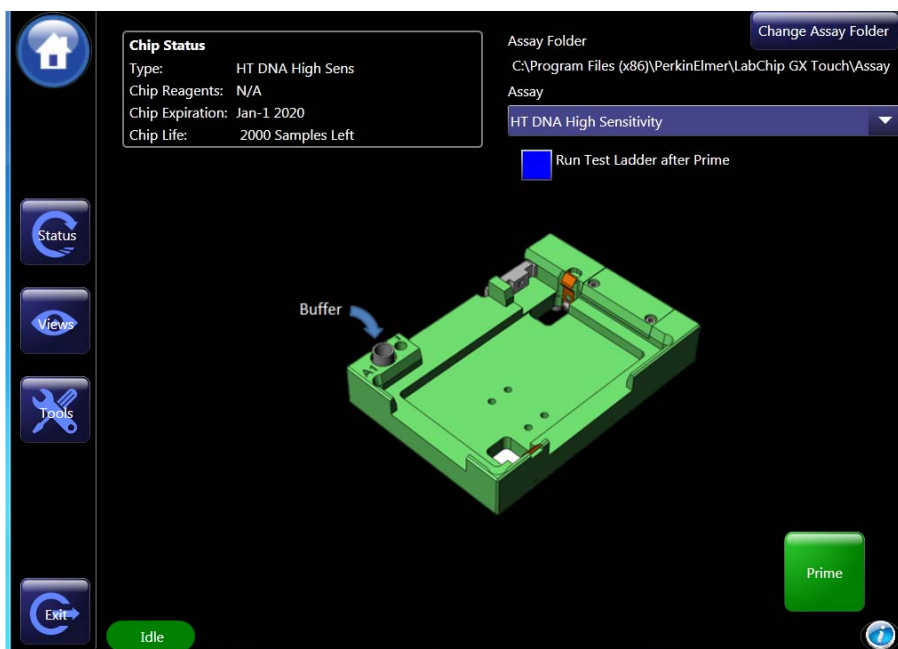 Chip Status
Type: HT DNA High Sens
Chip Reagents: N/A
Chip Expiration: Jan-1 2020
Chip Life: 2000 Samples Left
Change Assay Folder
Assay Folder
C:\Program Files (x86)\PerkinElmer\LabChip GX Touch\Assay
Assay
HT DNA High Sensitivity
Run Test Ladder after Prime
Status
Views
Tools
Exit
Buffer
A1
Prime
Idle